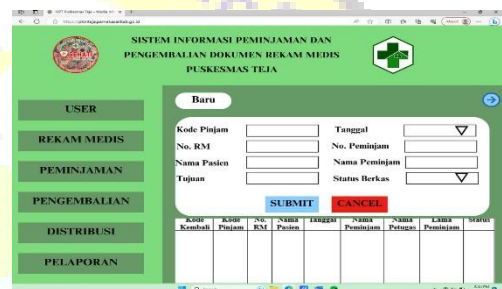 SISTEM INFORMASI PEMINJAMAN DAN
PENGEMBALIAN DOKUMEN REKAM MEDIS
PUSKESMAS TEJA
USER
REKAM MEDIS
PEMINJAMAN
PENGEMBALIAN
DISTRIBUSI
PELAPORAN
Baru
Kode Pinjam
Tanggal
No. RM
No. Peminjam
Nama Pasien
Nama Peminjam
Tujuan
Status Berkas
SUBMIT
CANCEL
Kode Kode No. Nama Tanggal Nama Nama Lama Status
Kembali Pinjam RM Pasien Peminjam Petugas Peminjam